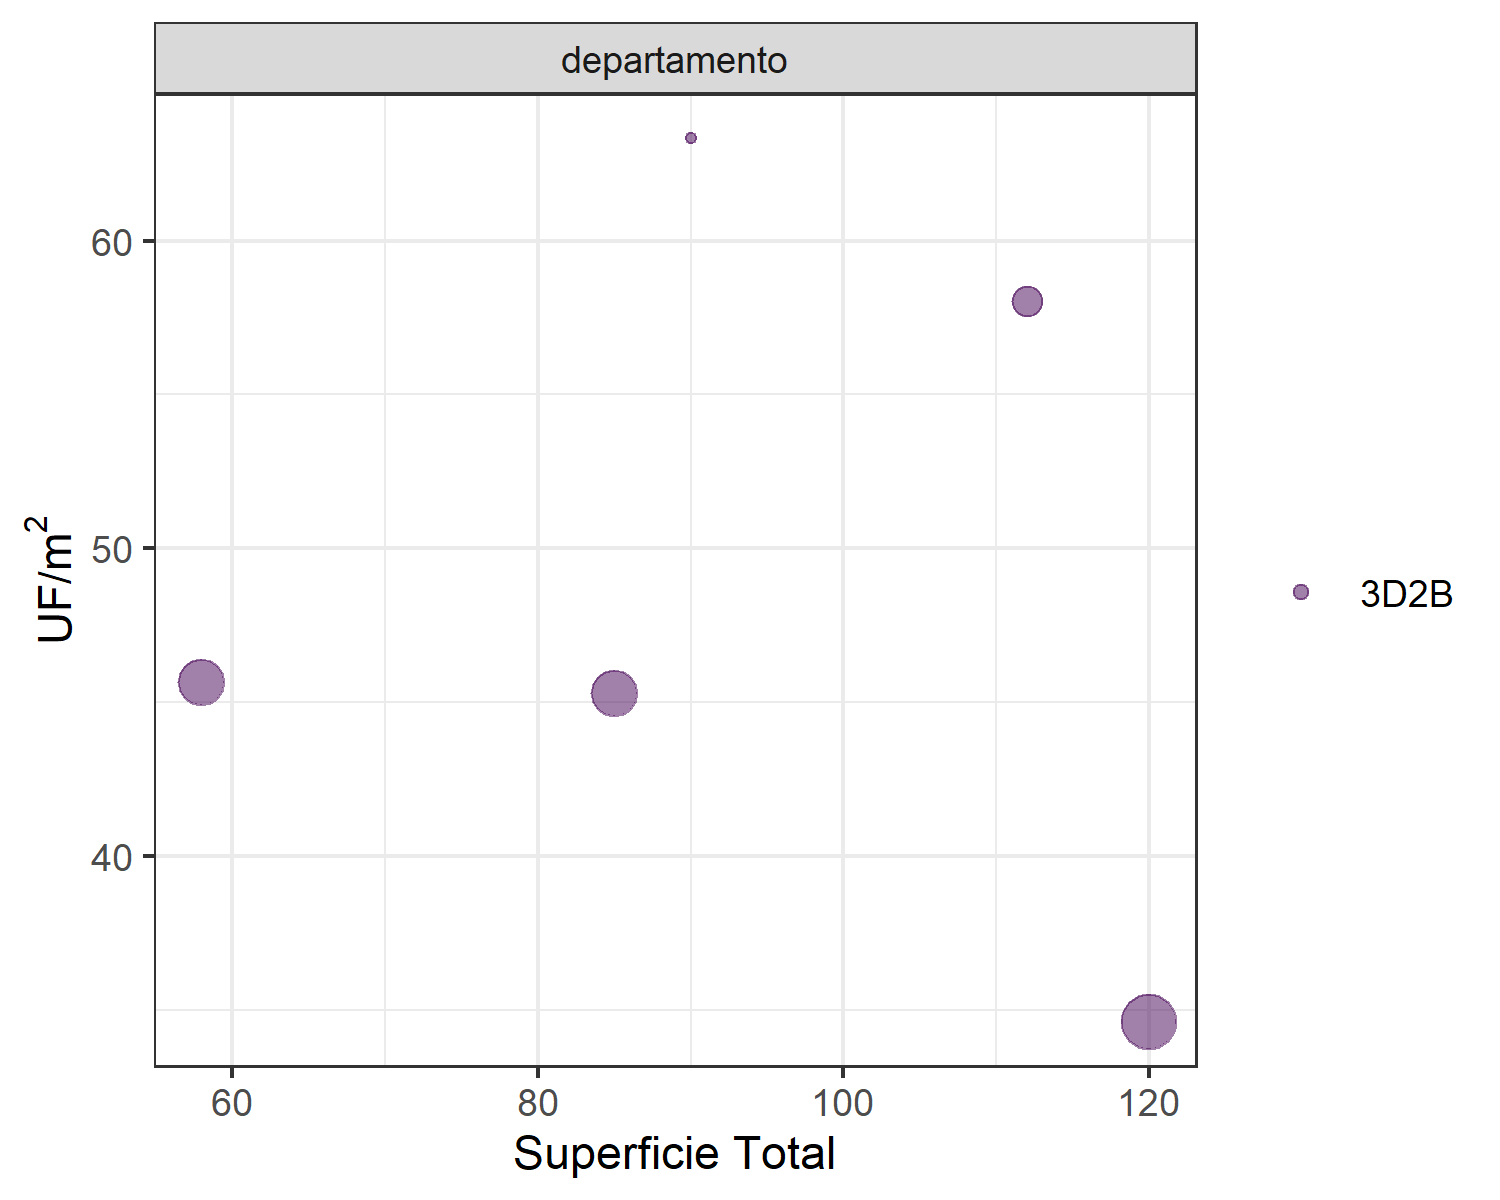 departamento
60
50
40
UF/m²
60 80 100 120
Superficie Total
3D2B